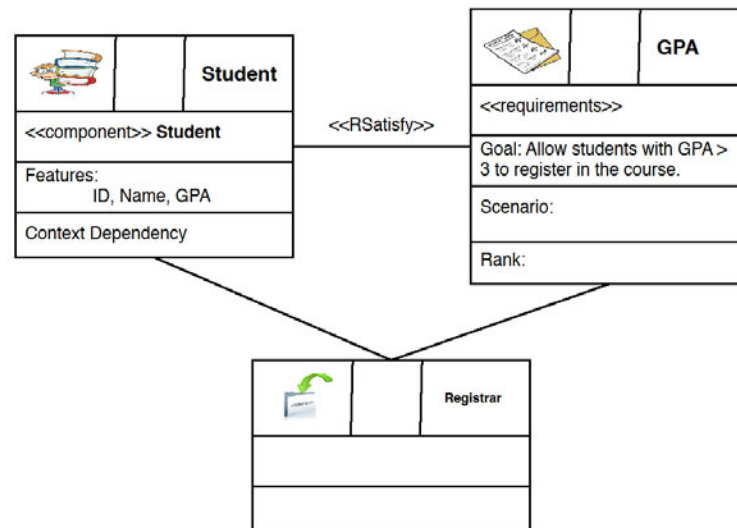 Student
<<component>> Student
Features:
ID, Name, GPA
Context Dependency
<<RSatisfy>>
GPA
<<requirements>>
Goal: Allow students with GPA >
3 to register in the course.
Scenario:
Rank:
Registrar